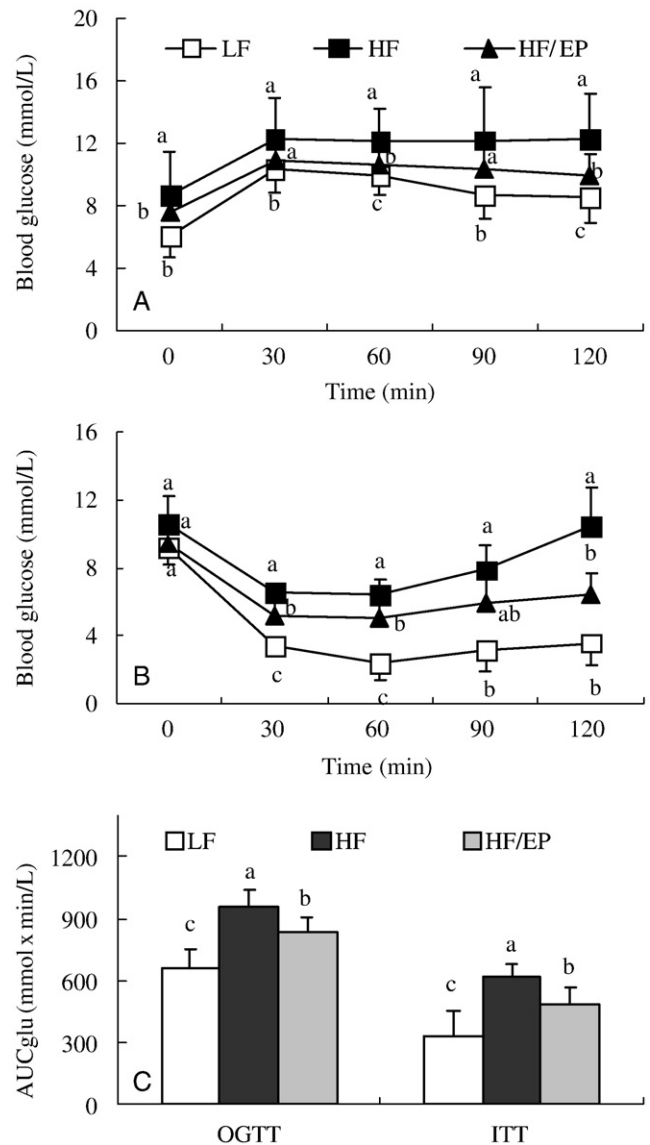 20
LF HF HF/EP
a a a a a
16
12
a b a b
8
b
b c b c
b
4
A
0
Blood glucose (mmol/L)
0 30 60 90 120
Time (min)
16
a a
12
a a
a a b
8
a
b b ab
4
c c b b
B
0
Blood glucose (mmol/L)
0 30 60 90 120
Time (min)
LF HF HF/EP
1200
a
b
900
c a
b
600
c
300
C
0
AUCglu (mmol x min/L)
OGTT ITT